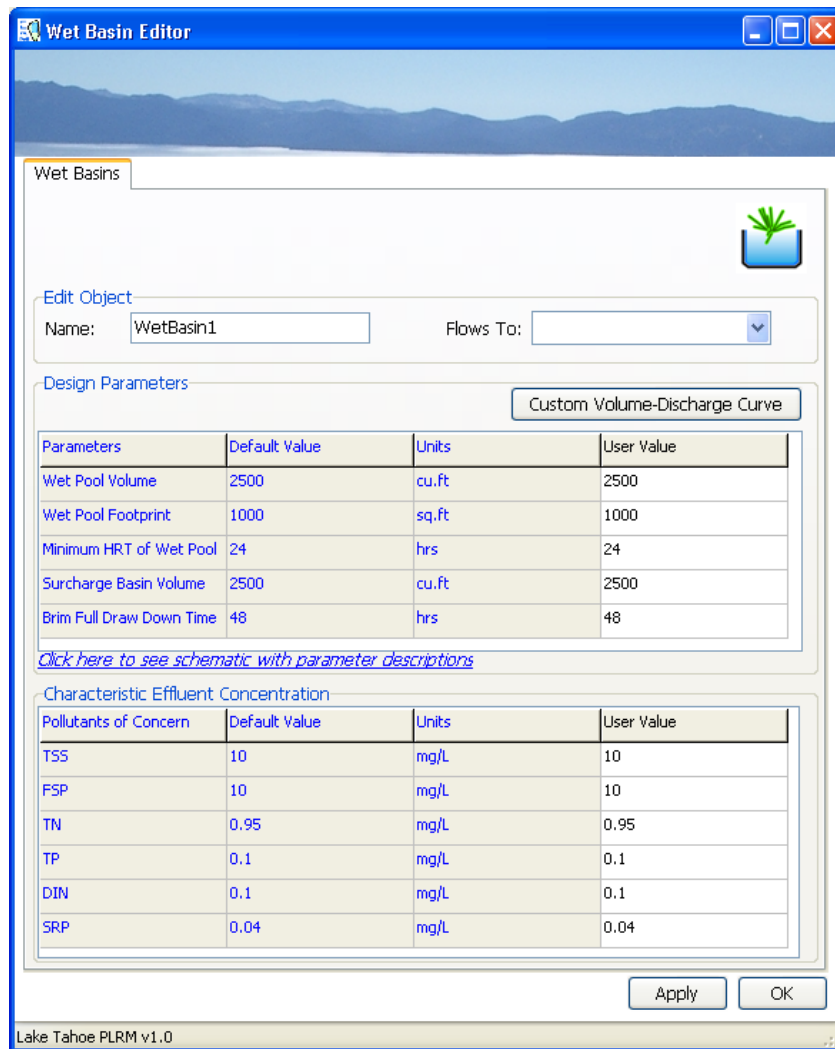 Wet Basin Editor
Wet Basins
Edit Object
Name: WetBasin1 Flows To:
Design Parameters
Custom Volume-Discharge Curve
Parameters Default Value Units User Value
Wet Pool Volume 2500 cu.ft 2500
Wet Pool Footprint 1000 sq.ft 1000
Minimum HRT of Wet Pool 24 hrs 24
Surcharge Basin Volume 2500 cu.ft 2500
Brim Full Draw Down Time 48 hrs 48
Click here to see schematic with parameter descriptions
Characteristic Effluent Concentration
Pollutants of Concern Default Value Units User Value
TSS 10 mg/L 10
FSP 10 mg/L 10
TN 0.95 mg/L 0.95
TP 0.1 mg/L 0.1
DIN 0.1 mg/L 0.1
SRP 0.04 mg/L 0.04
Apply OK
Lake Tahoe PLRM v1.0